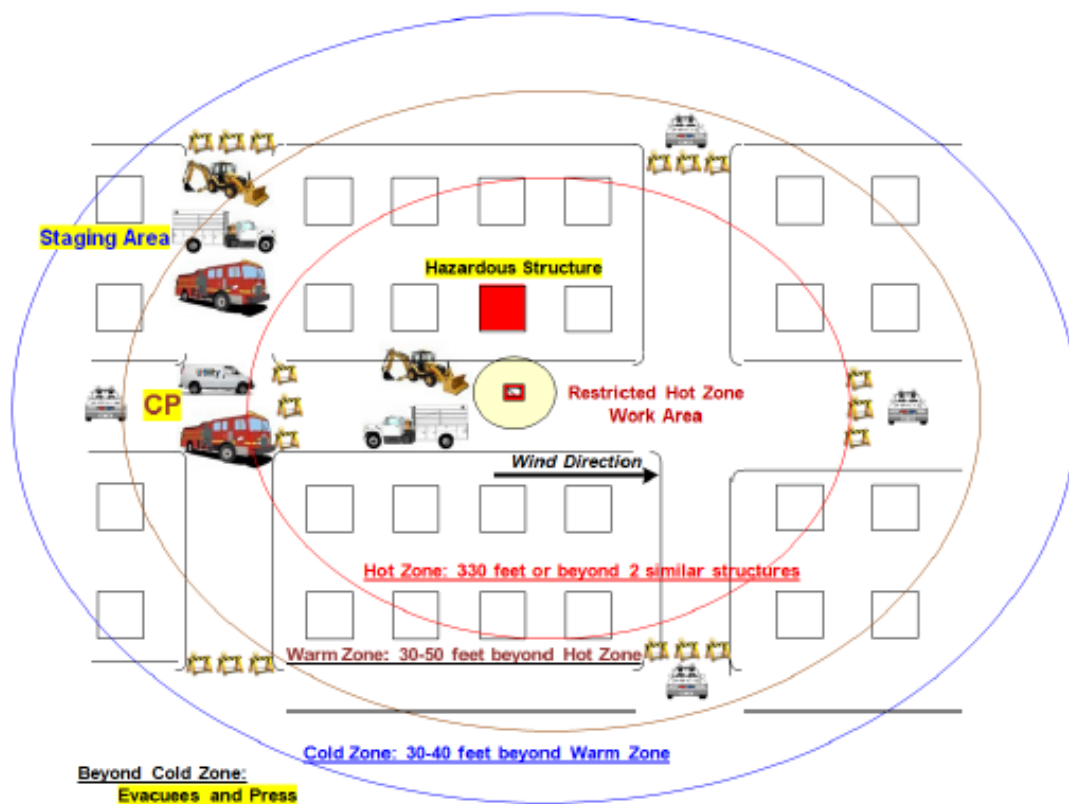 Staging Area
Hazardous Structure
Utility
CP
Restricted Hot Zone
Work Area
Wind Direction
Hot Zone: 330 feet or beyond 2 similar structures
Warm Zone: 30-50 feet beyond Hot Zone
Cold Zone: 30-40 feet beyond Warm Zone
Beyond Cold Zone:
Evacuees and Press